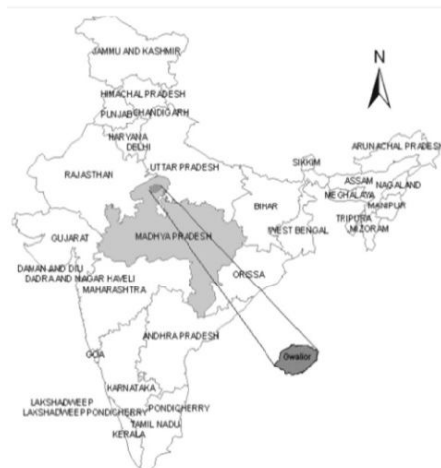 JAMMU AND KASHMIR
N
HIMACHAL PRADESH
PUNJAB CHANDIGARH
HARYANA
DELHI
ARUNACHAL PRADESH
UTTAR PRADESH
SIKKIM
RAJASTHAN
ASSAM
NAGALAND
MEGHALAYA
BIHAR
MANIPUR
TRIPURA
MIZORAM
WEST BENGAL
MADHYA PRADESH
GUJARAT
DAMAN AND DIU
DADRA AND NAGAR HAVELI
MAHARASHTRA
ORISSA
ANDHRA PRADESH
GOA
Gwalior
KARNATAKA
LAKSHADWEEP
LAKSHADWEEP PONDICHERRY
PONDICHERRY
TAMIL NADU
KERALA